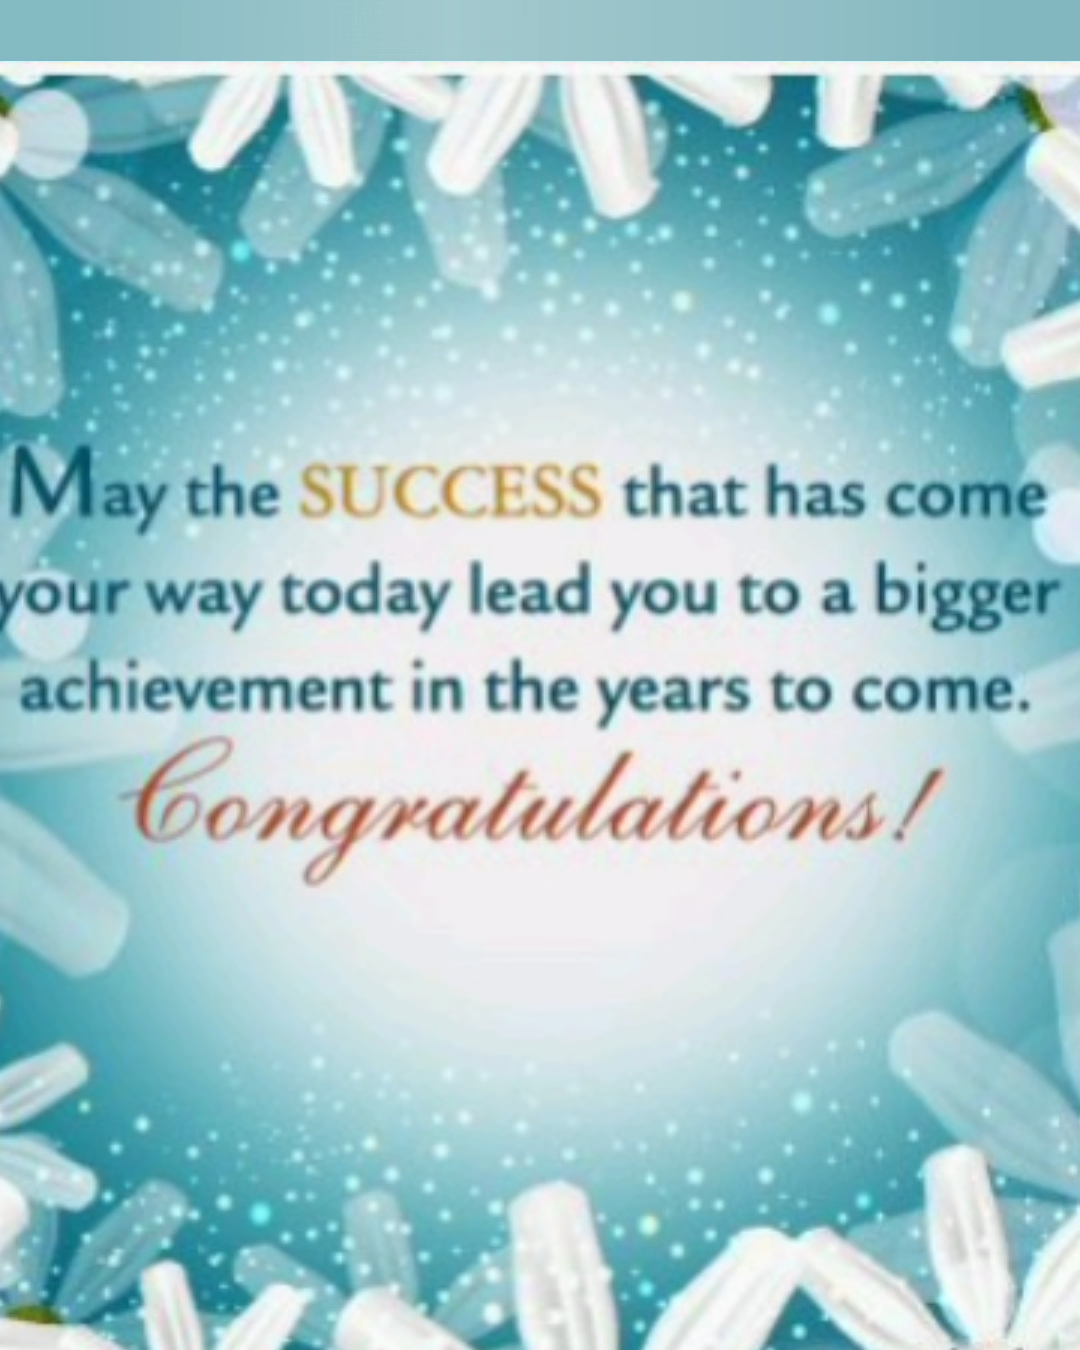 May the SUCCESS that has come
your way today lead you to a bigger
achievement in the years to come.
Congratulations!